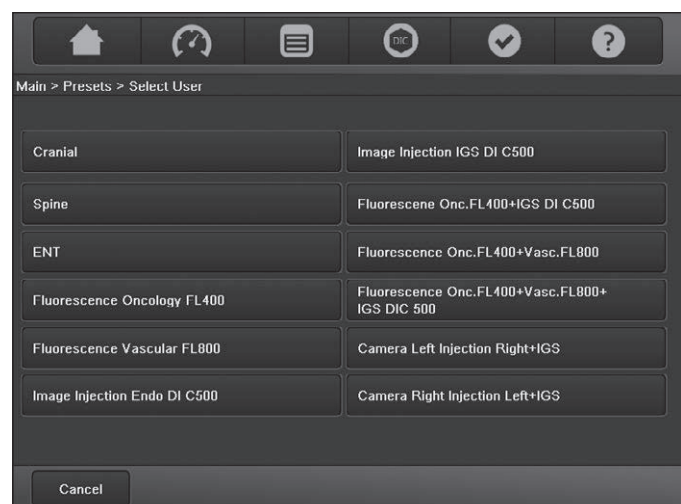 DIC
?
Main > Presets > Select User
Cranial
Image Injection IGS DI C500
Spine
Fluorescene Onc.FL400+IGS DI C500
ENT
Fluorescence Onc.FL400+Vasc.FL800
Fluorescence Oncology FL400
Fluorescence Onc.FL400+Vasc.FL800+
IGS DIC 500
Fluorescence Vascular FL800
Camera Left Injection Right+IGS
Image Injection Endo DI C500
Camera Right Injection Left+IGS
Cancel